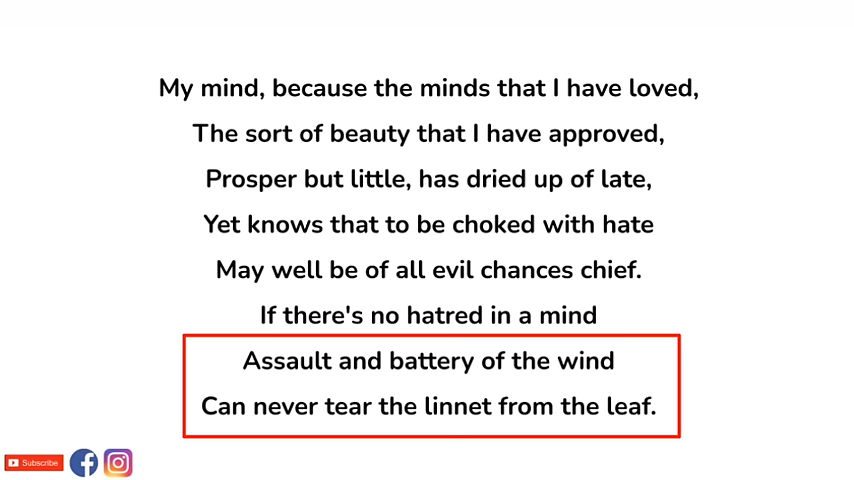 My mind, because the minds that I have loved,
The sort of beauty that I have approved,
Prosper but little, has dried up of late,
Yet knows that to be choked with hate
May well be of all evil chances chief.
If there's no hatred in a mind
Assault and battery of the wind
Can never tear the linnet from the leaf.
Subscribe